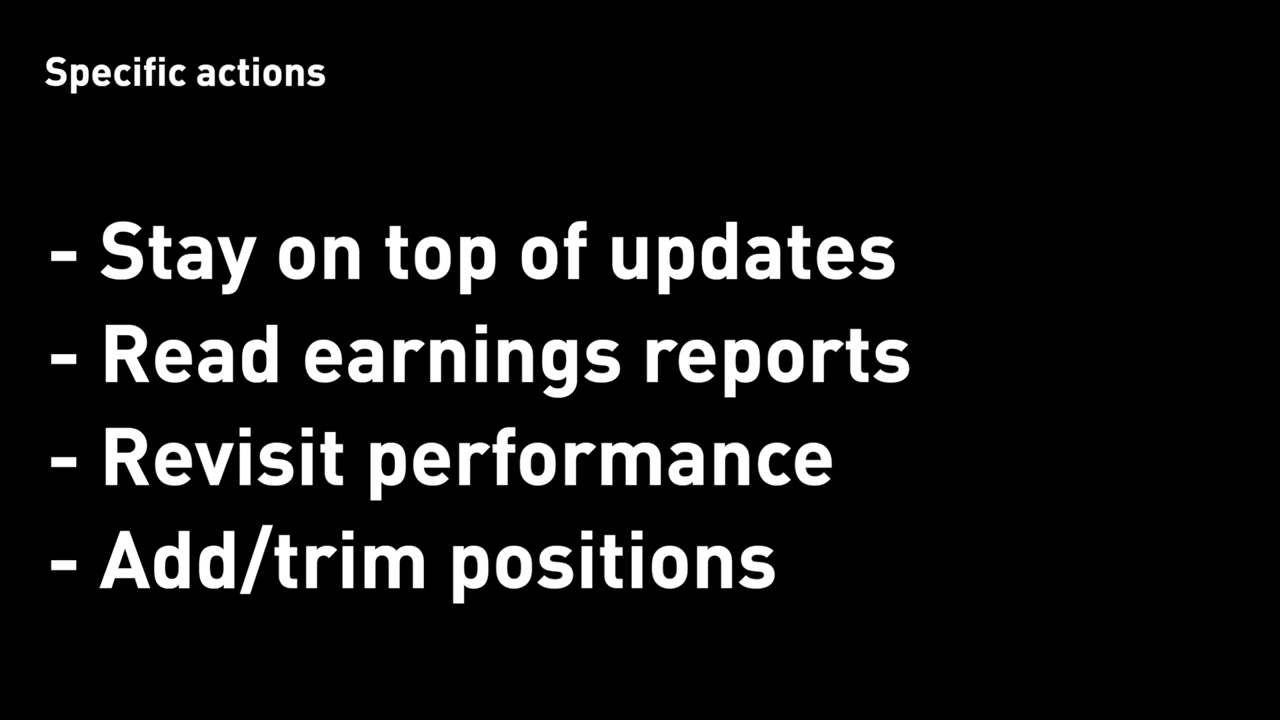 Specific actions
- Stay on top of updates
- Read earnings reports
- Revisit performance
- Add/trim positions